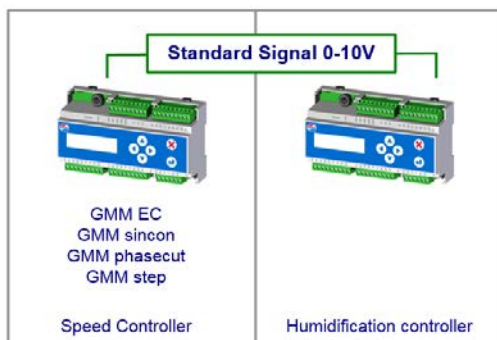 Standard Signal 0-10V
GMM EC
GMM sincon
GMM phasecut
GMM step
Speed Controller
Humidification controller